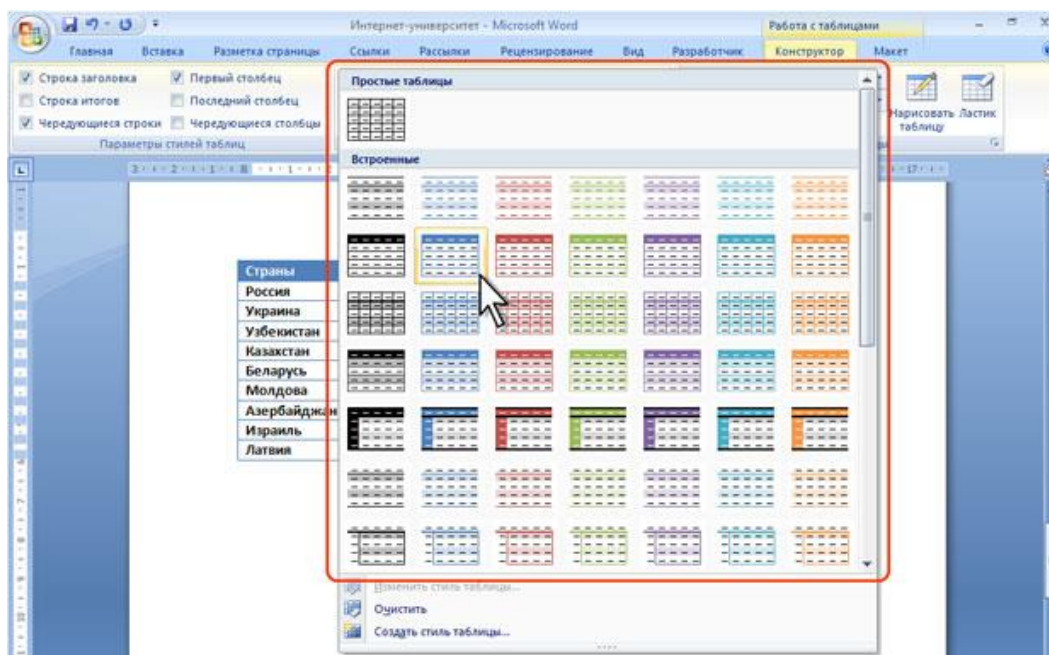 Интернет-университет - Microsoft Word
Работа с таблицами
Главная Вставка Разметка страницы Ссылки Рассылки Рецензирование Вид Разработчик Конструктор Макет
Строка заголовка Первый столбец
Строка итогов Последний столбец
Чередующиеся строки Чередующиеся столбцы
Параметры стилей таблиц
Простые таблицы
Встроенные
Нарисовать таблицу
Ластик
Страны
Россия
Украина
Узбекистан
Казахстан
Беларусь
Молдова
Азербайджан
Израиль
Латвия
Изменить стиль таблицы...
Очистить
Создать стиль таблицы...